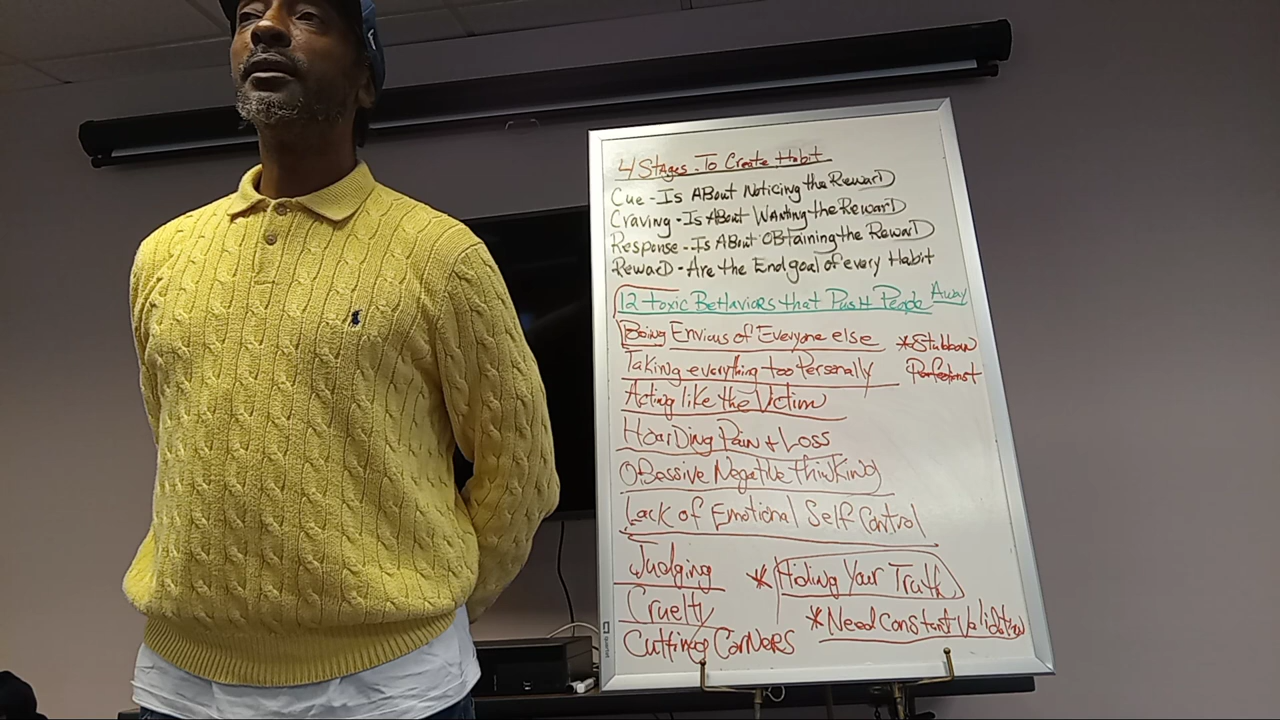 4 Stages - To Create Habit
Cue - Is About Noticing the Reward
Craving - Is About Wanting the Reward
Response - Is About Obtaining the Reward
Reward - Are the End goal of every Habit
12 toxic Behaviors that Push People Away
Being Envious of Everyone else
*Stubborn
Taking everything too Personally
Perfectionist
Acting like the Victim
Hoarding Pain + Loss
Obsessive Negative thinking
Lack of Emotional Self Control
Judging
* Hiding Your Truth
Cruelty
* Need constant Validation
Cutting Corners